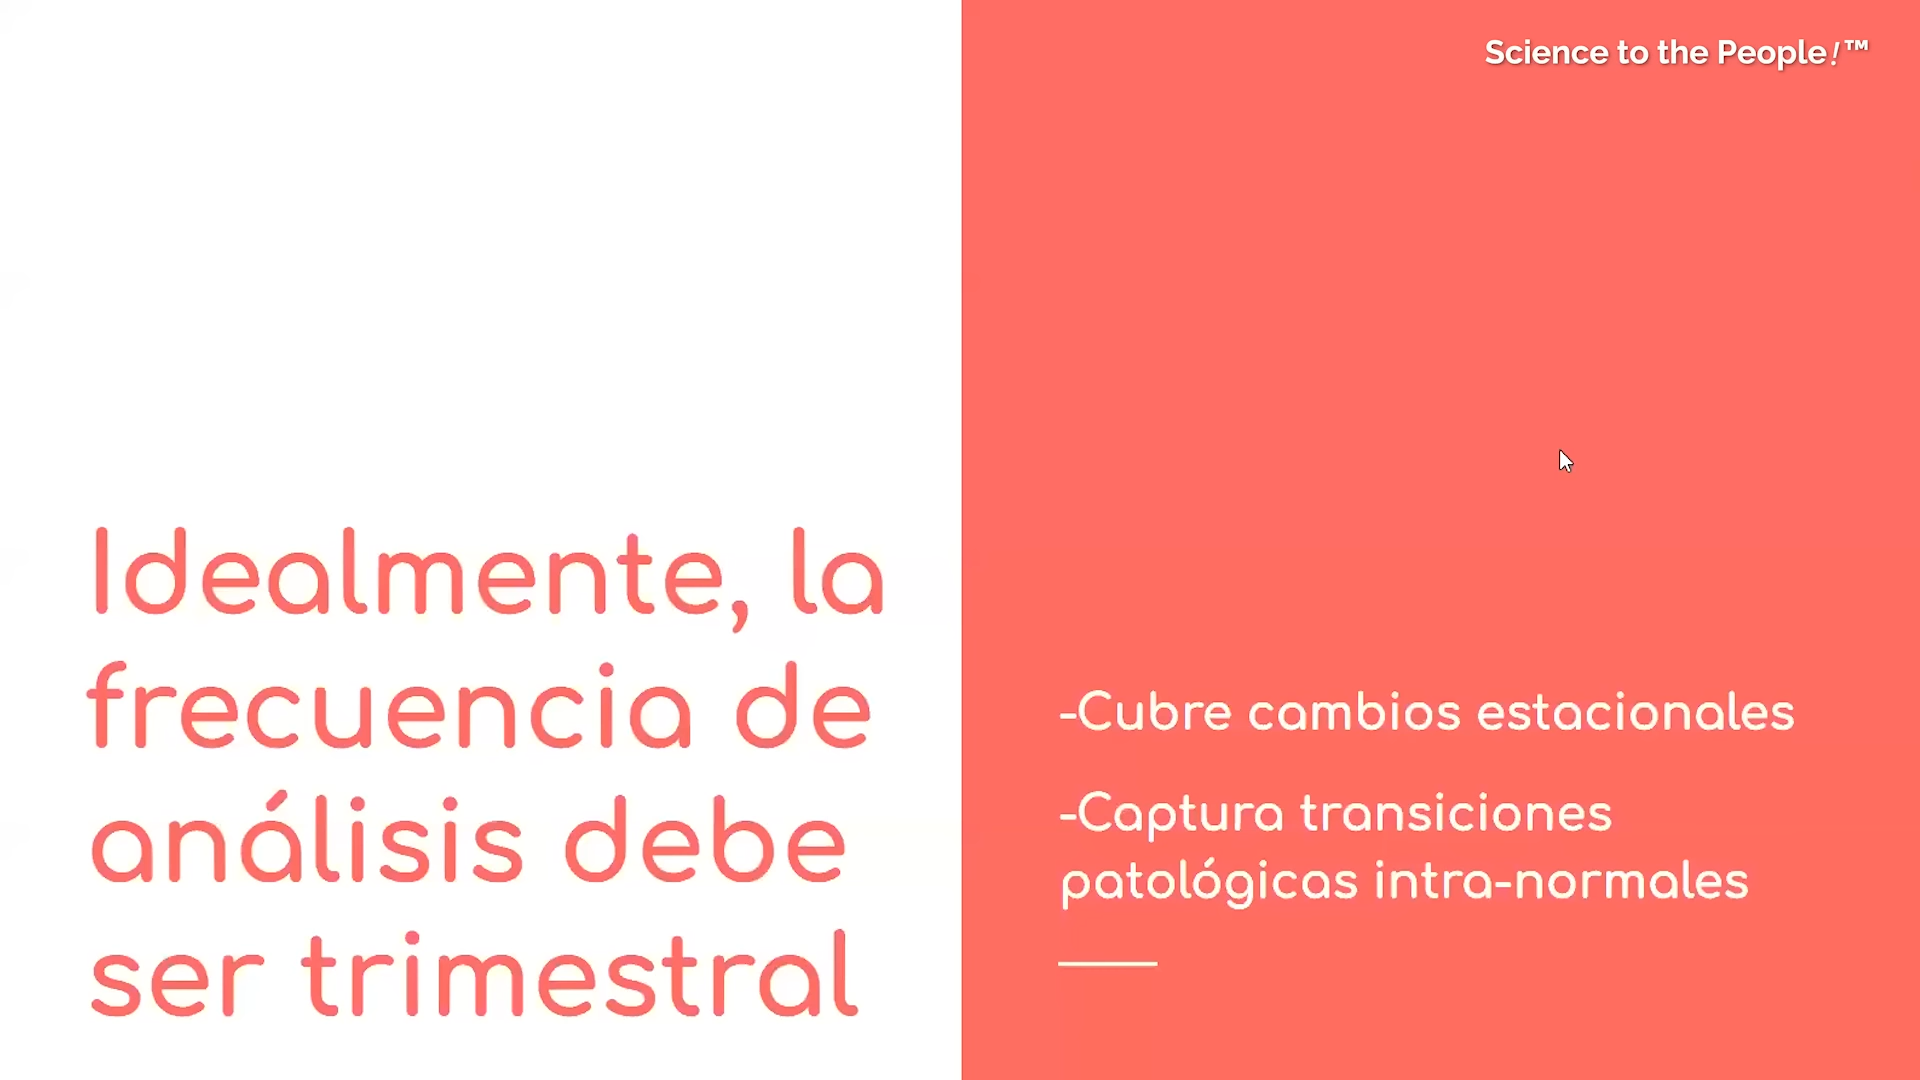 Science to the People!™
Idealmente, la
frecuencia de
análisis debe
ser trimestral
-Cubre cambios estacionales
-Captura transiciones
patológicas intra-normales